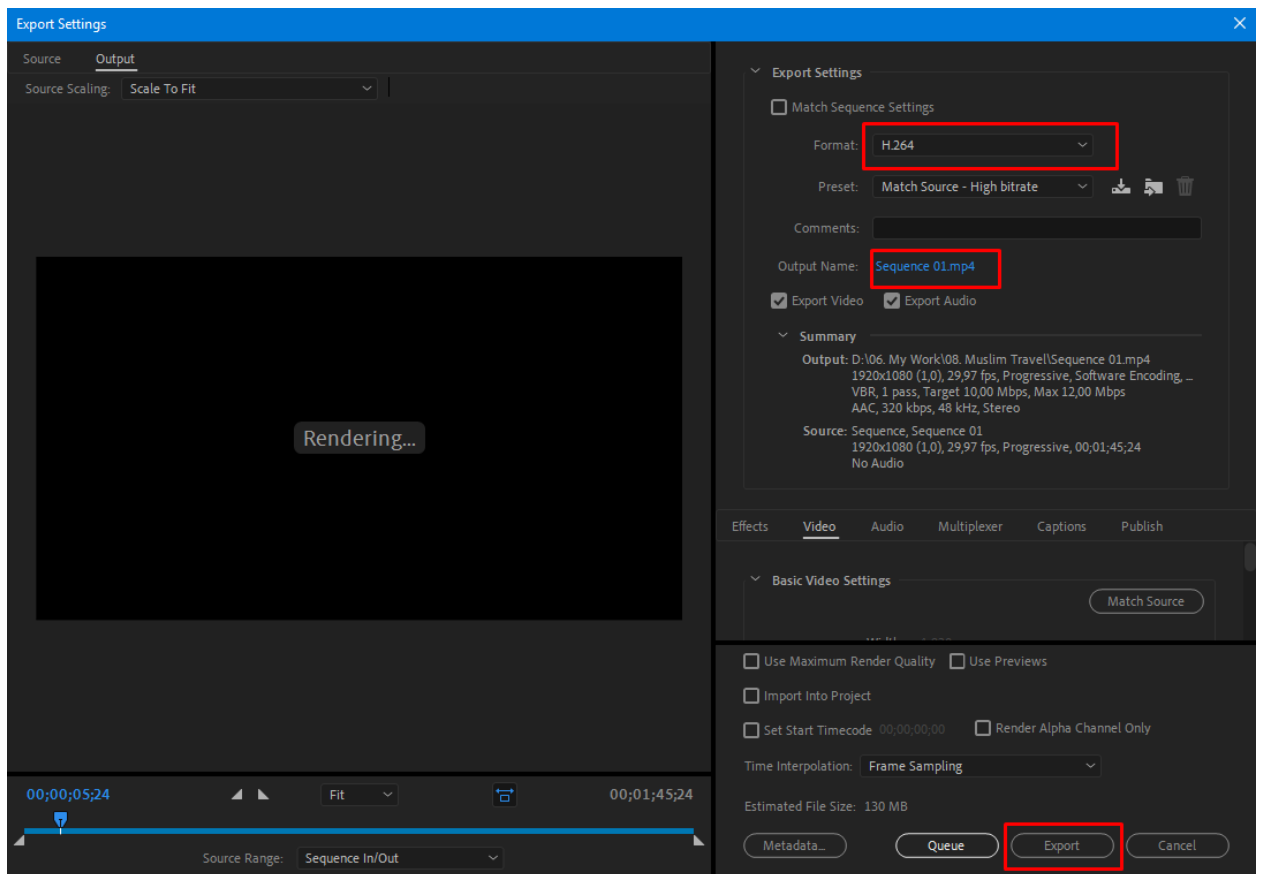 Export Settings
Source Output
Source Scaling: Scale To Fit
Rendering...
00;00;05;24 Fit 00;01;45;24
Source Range: Sequence In/Out
Export Settings
Match Sequence Settings
Format: H.264
Preset: Match Source - High bitrate
Comments:
Output Name: Sequence 01.mp4
Export Video Export Audio
Summary
Output: D:\06. My Work\08. Muslim Travel\Sequence 01.mp4
1920x1080 (1,0), 29,97 fps, Progressive, Software Encoding, ...
VBR, 1 pass, Target 10,00 Mbps, Max 12,00 Mbps
AAC, 320 kbps, 48 kHz, Stereo
Source: Sequence, Sequence 01
1920x1080 (1,0), 29,97 fps, Progressive, 00;01;45;24
No Audio
Effects Video Audio Multiplexer Captions Publish
Basic Video Settings
Match Source
Use Maximum Render Quality Use Previews
Import Into Project
Set Start Timecode 00;00;00;00 Render Alpha Channel Only
Time Interpolation: Frame Sampling
Estimated File Size: 130 MB
Metadata... Queue Export Cancel